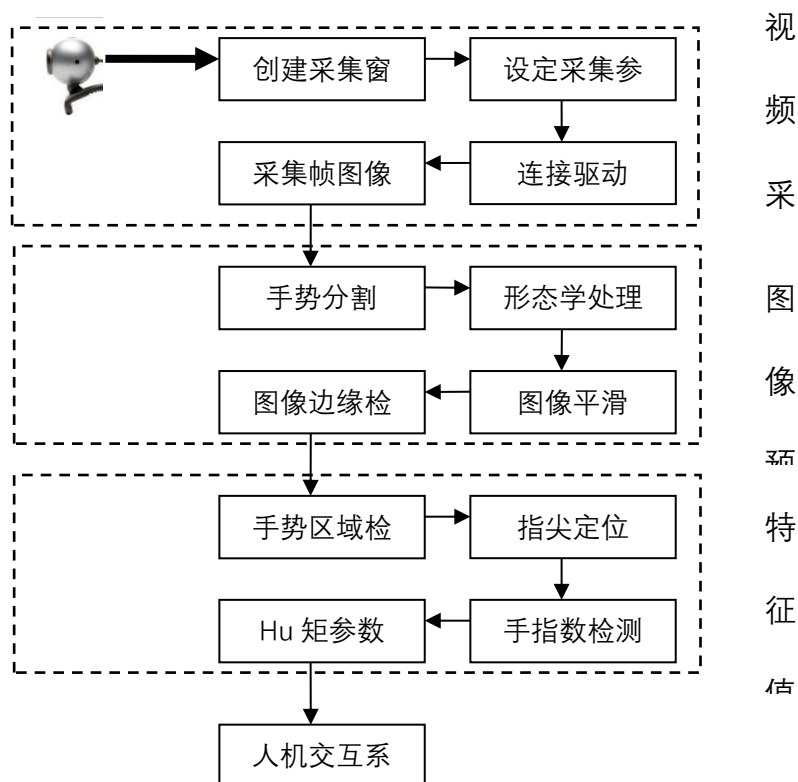 创建采集窗
设定采集参
采集帧图像
连接驱动
视
频
采
手势分割
形态学处理
图像边缘检
图像平滑
图
像
手势区域检
指尖定位
Hu 矩参数
手指数检测
特
征
人机交互系